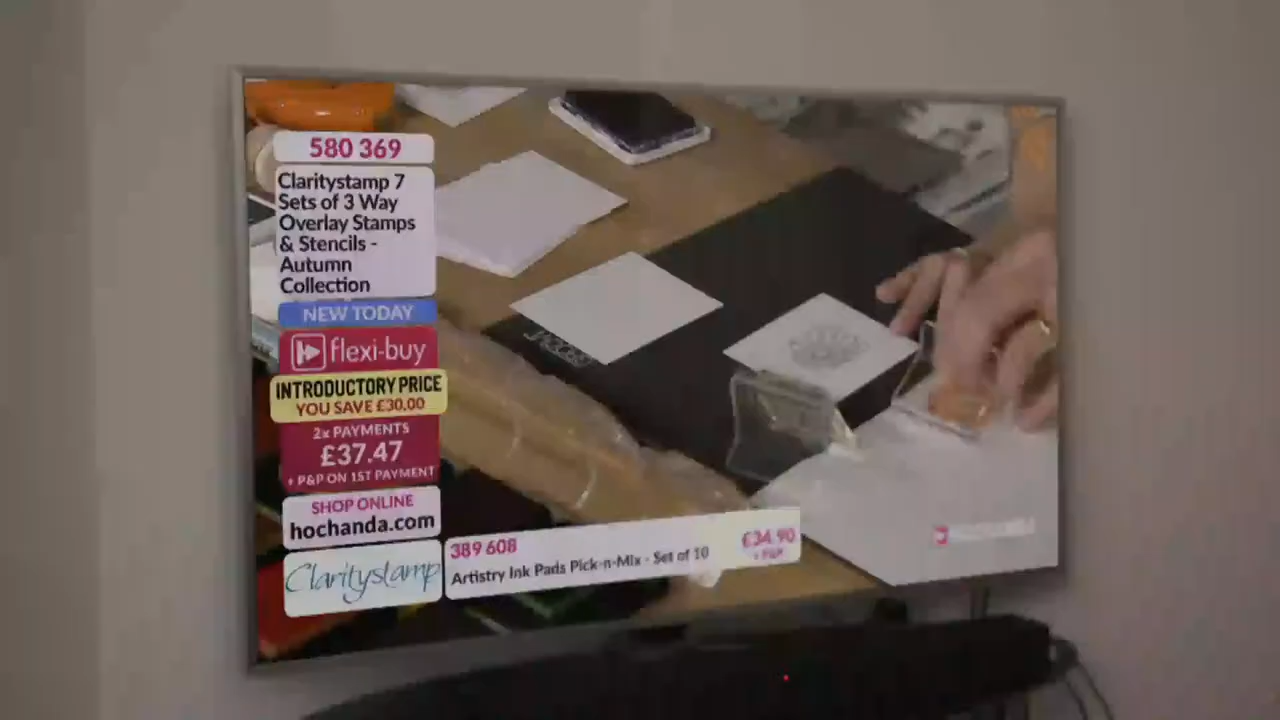 580 369
Claritystamp 7
Sets of 3 Way
Overlay Stamps
& Stencils -
Autumn
Collection
NEW TODAY
flexi-buy
INTRODUCTORY PRICE
YOU SAVE £30.00
2x PAYMENTS
£37.47
+ P&P ON 1ST PAYMENT
SHOP ONLINE
hochanda.com
Claritystamp
389 608
Artistry Ink Pads Pick-n-Mix - Set of 10
£34.90
+ P&P